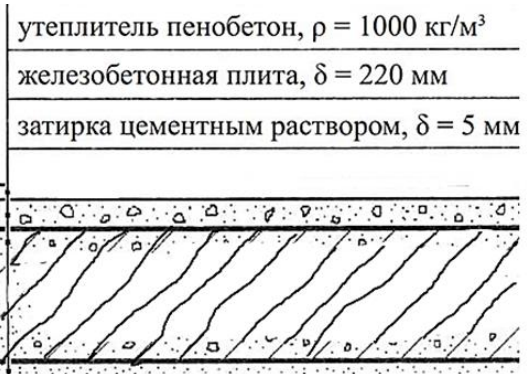 утеплитель пенобетон, ρ = 1000 кг/м³
железобетонная плита, δ = 220 мм
затирка цементным раствором, δ = 5 мм